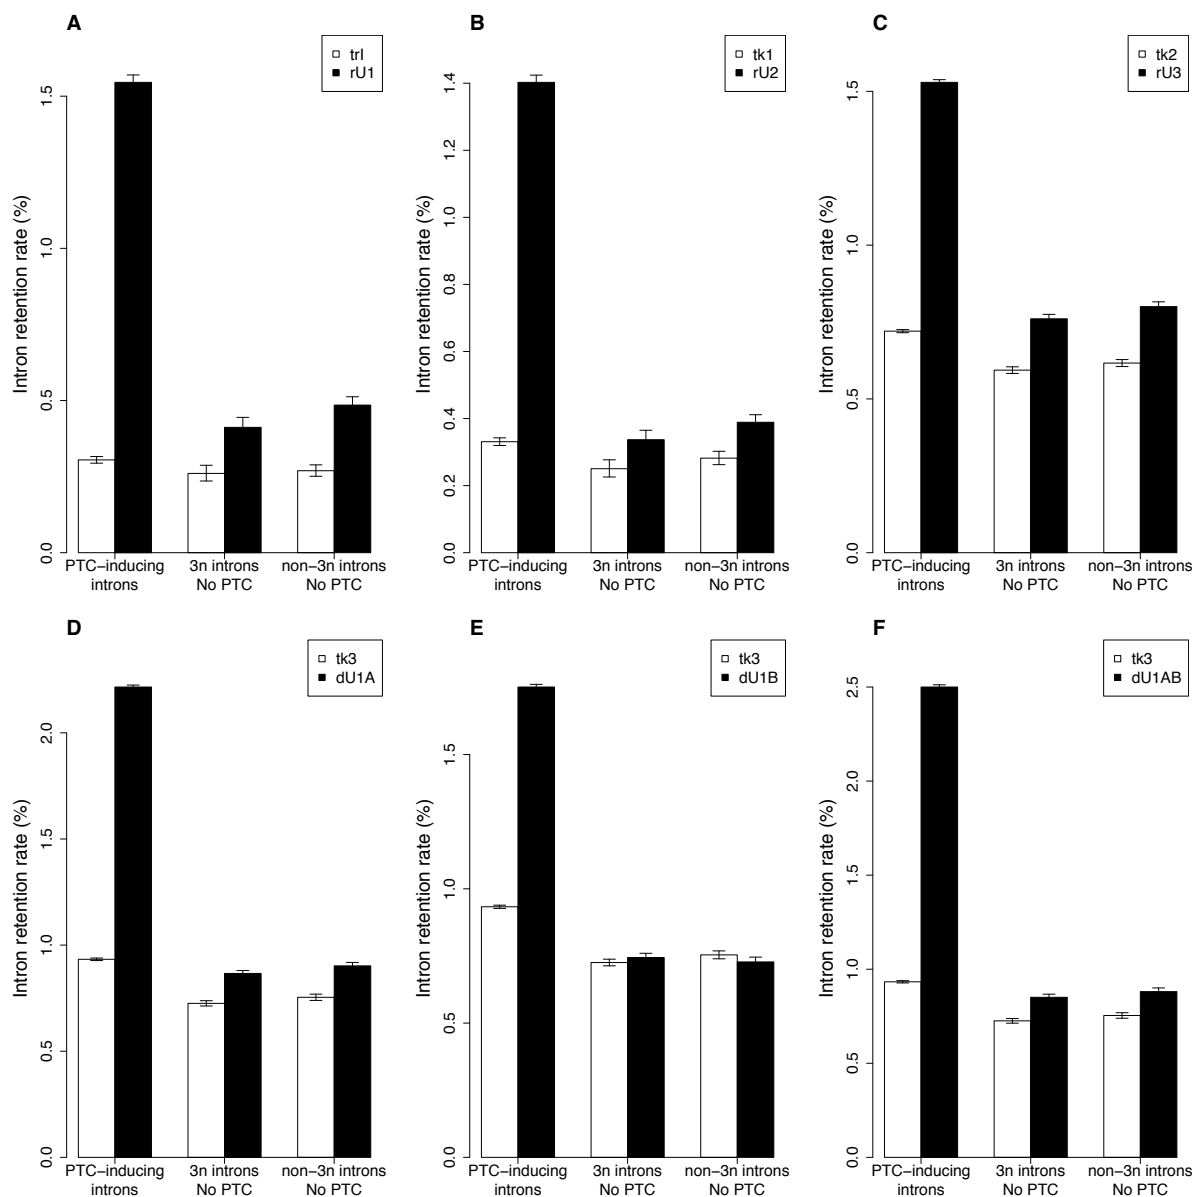 A
trI
rU1
Intron retention rate (%)
0.0
0.5
1.0
1.5
PTC−inducing
introns
3n introns
No PTC
non−3n introns
No PTC
B
tk1
rU2
Intron retention rate (%)
0.0
0.2
0.4
0.6
0.8
1.0
1.2
1.4
PTC−inducing
introns
3n introns
No PTC
non−3n introns
No PTC
C
tk2
rU3
Intron retention rate (%)
0.0
0.5
1.0
1.5
PTC−inducing
introns
3n introns
No PTC
non−3n introns
No PTC
D
tk3
dU1A
Intron retention rate (%)
0.0
0.5
1.0
1.5
2.0
PTC−inducing
introns
3n introns
No PTC
non−3n introns
No PTC
E
tk3
dU1B
Intron retention rate (%)
0.0
0.5
1.0
1.5
PTC−inducing
introns
3n introns
No PTC
non−3n introns
No PTC
F
tk3
dU1AB
Intron retention rate (%)
0.0
0.5
1.0
1.5
2.0
2.5
PTC−inducing
introns
3n introns
No PTC
non−3n introns
No PTC